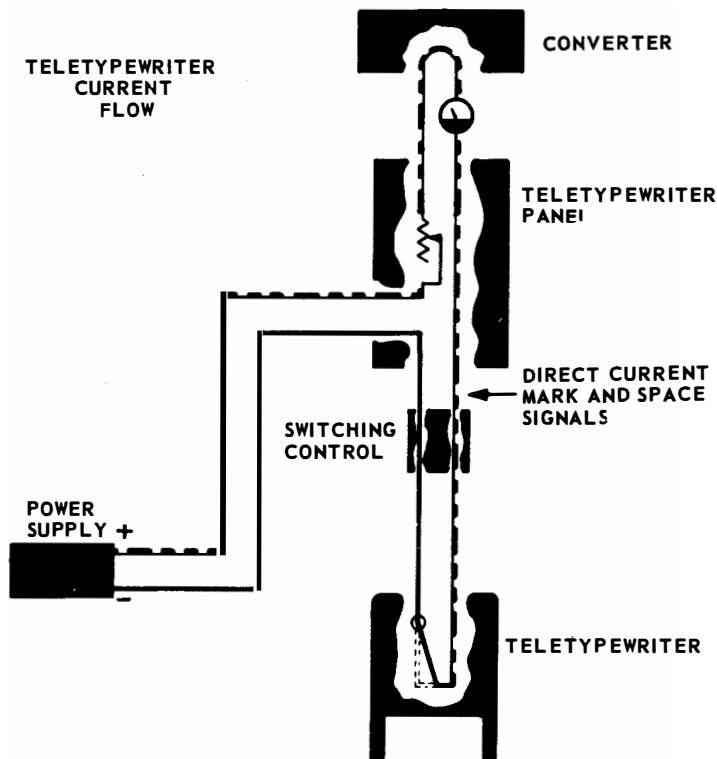 TELETYPEWRITER
CURRENT
FLOW
CONVERTER
TELETYPEWRITER
PANEL
DIRECT CURRENT
MARK AND SPACE
SIGNALS
SWITCHING
CONTROL
POWER
SUPPLY +
-
TELETYPEWRITER